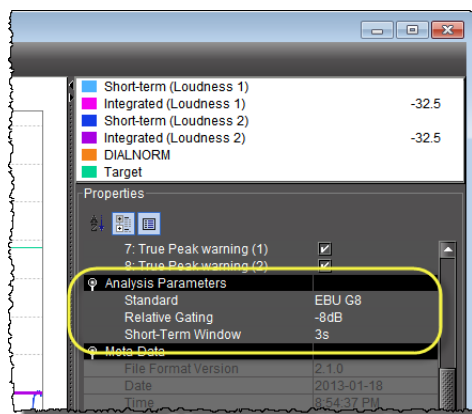 Short-term (Loudness 1)
Integrated (Loudness 1) -32.5
Short-term (Loudness 2)
Integrated (Loudness 2) -32.5
DIALNORM
Target
Properties
7: True Peak warning (1)
8: True Peak warning (2)
Analysis Parameters
Standard EBU G8
Relative Gating -8dB
Short-Term Window 3s
Meta-Data
File Format Version 2.1.0
Date 2013-01-18
Time 8:54:37 PM